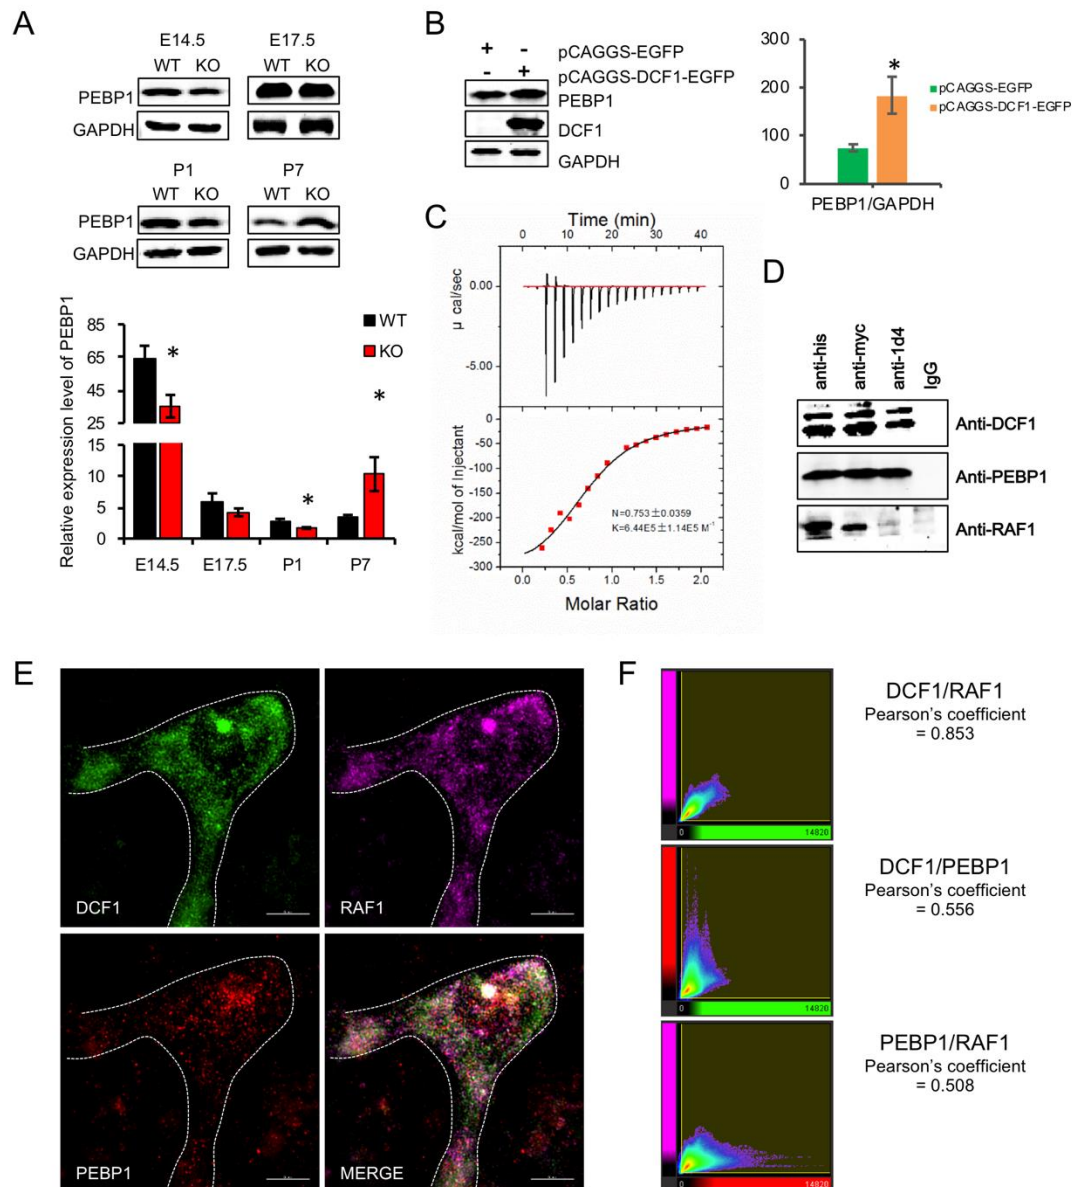 A
E14.5
E17.5
WT KO
WT KO
PEBP1
GAPDH
P1
P7
WT KO
WT KO
PEBP1
GAPDH
Relative expression level of PEBP1
85
65
45
25
15
10
5
0
WT
KO
*
*
*
E14.5
E17.5
P1
P7
B
+ - pCAGGS-EGFP
- + pCAGGS-DCF1-EGFP
PEBP1
DCF1
GAPDH
300
200
100
0
*
pCAGGS-EGFP
pCAGGS-DCF1-EGFP
PEBP1/GAPDH
C
Time (min)
0 10 20 30 40
µ cal/sec
0.00
-5.00
kcal/mol of Injectant
0
-50
-100
-150
-200
-250
-300
N=0.753±0.0359
K=6.44E5±1.14E5 M⁻¹
0.0 0.5 1.0 1.5 2.0
Molar Ratio
D
anti-his
anti-myc
anti-1d4
IgG
Anti-DCF1
Anti-PEBP1
Anti-RAF1
E
DCF1
RAF1
PEBP1
MERGE
F
DCF1/RAF1
Pearson's coefficient
= 0.853
0 14820
DCF1/PEBP1
Pearson's coefficient
= 0.556
0 14820
PEBP1/RAF1
Pearson's coefficient
= 0.508
0 14820